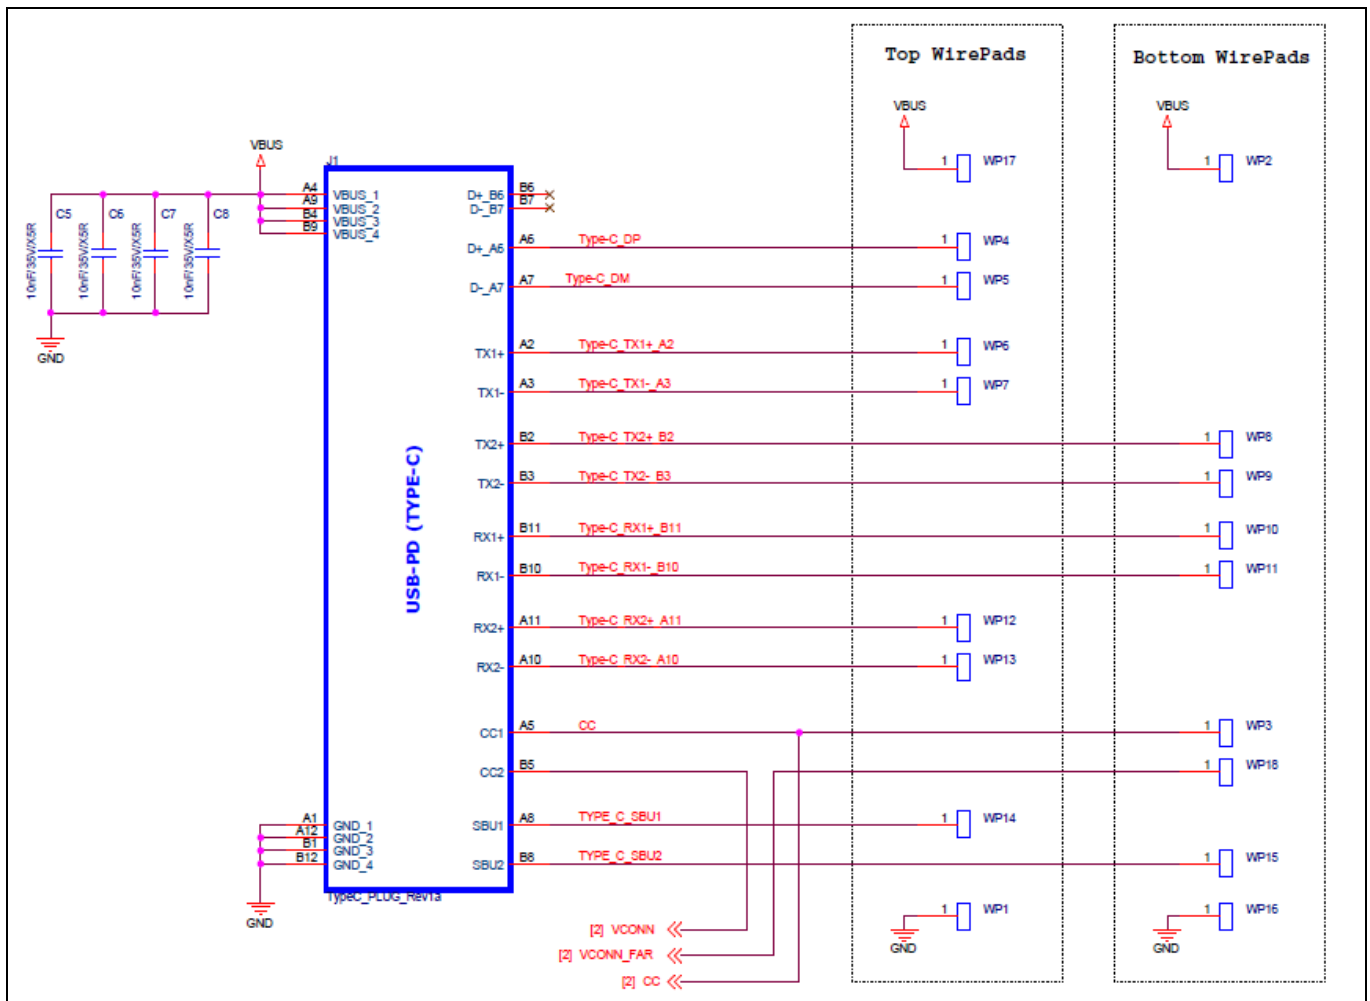 Top WirePads
Bottom WirePads
VBUS
VBUS
VBUS
J1
1 WP17
1 WP2
A4 VBUS_1
A9 VBUS_2
B4 VBUS_3
B9 VBUS_4
D+_B6 B6
D-_B7 B7
C5 C6 C7 C8
10nF/35V/X5R
10nF/35V/X5R
10nF/35V/X5R
10nF/35V/X5R
GND
D+_A6 A6 Type-C_DP 1 WP4
D-_A7 A7 Type-C_DM 1 WP5
TX1+ A2 Type-C_TX1+_A2 1 WP6
TX1- A3 Type-C_TX1-_A3 1 WP7
TX2+ B2 Type-C_TX2+_B2 1 WP8
TX2- B3 Type-C_TX2-_B3 1 WP9
USB-PD (TYPE-C)
RX1+ B11 Type-C_RX1+_B11 1 WP10
RX1- B10 Type-C_RX1-_B10 1 WP11
RX2+ A11 Type-C_RX2+_A11 1 WP12
RX2- A10 Type-C_RX2-_A10 1 WP13
CC1 A5 CC 1 WP3
CC2 B5 1 WP18
A1 GND_1
A12 GND_2
B1 GND_3
B12 GND_4
SBU1 A8 TYPE_C_SBU1 1 WP14
SBU2 B8 TYPE_C_SBU2 1 WP15
TypeC_PLUG_Rev1a
GND
1 WP1
1 WP16
GND
GND
[2] VCONN
[2] VCONN_FAR
[2] CC